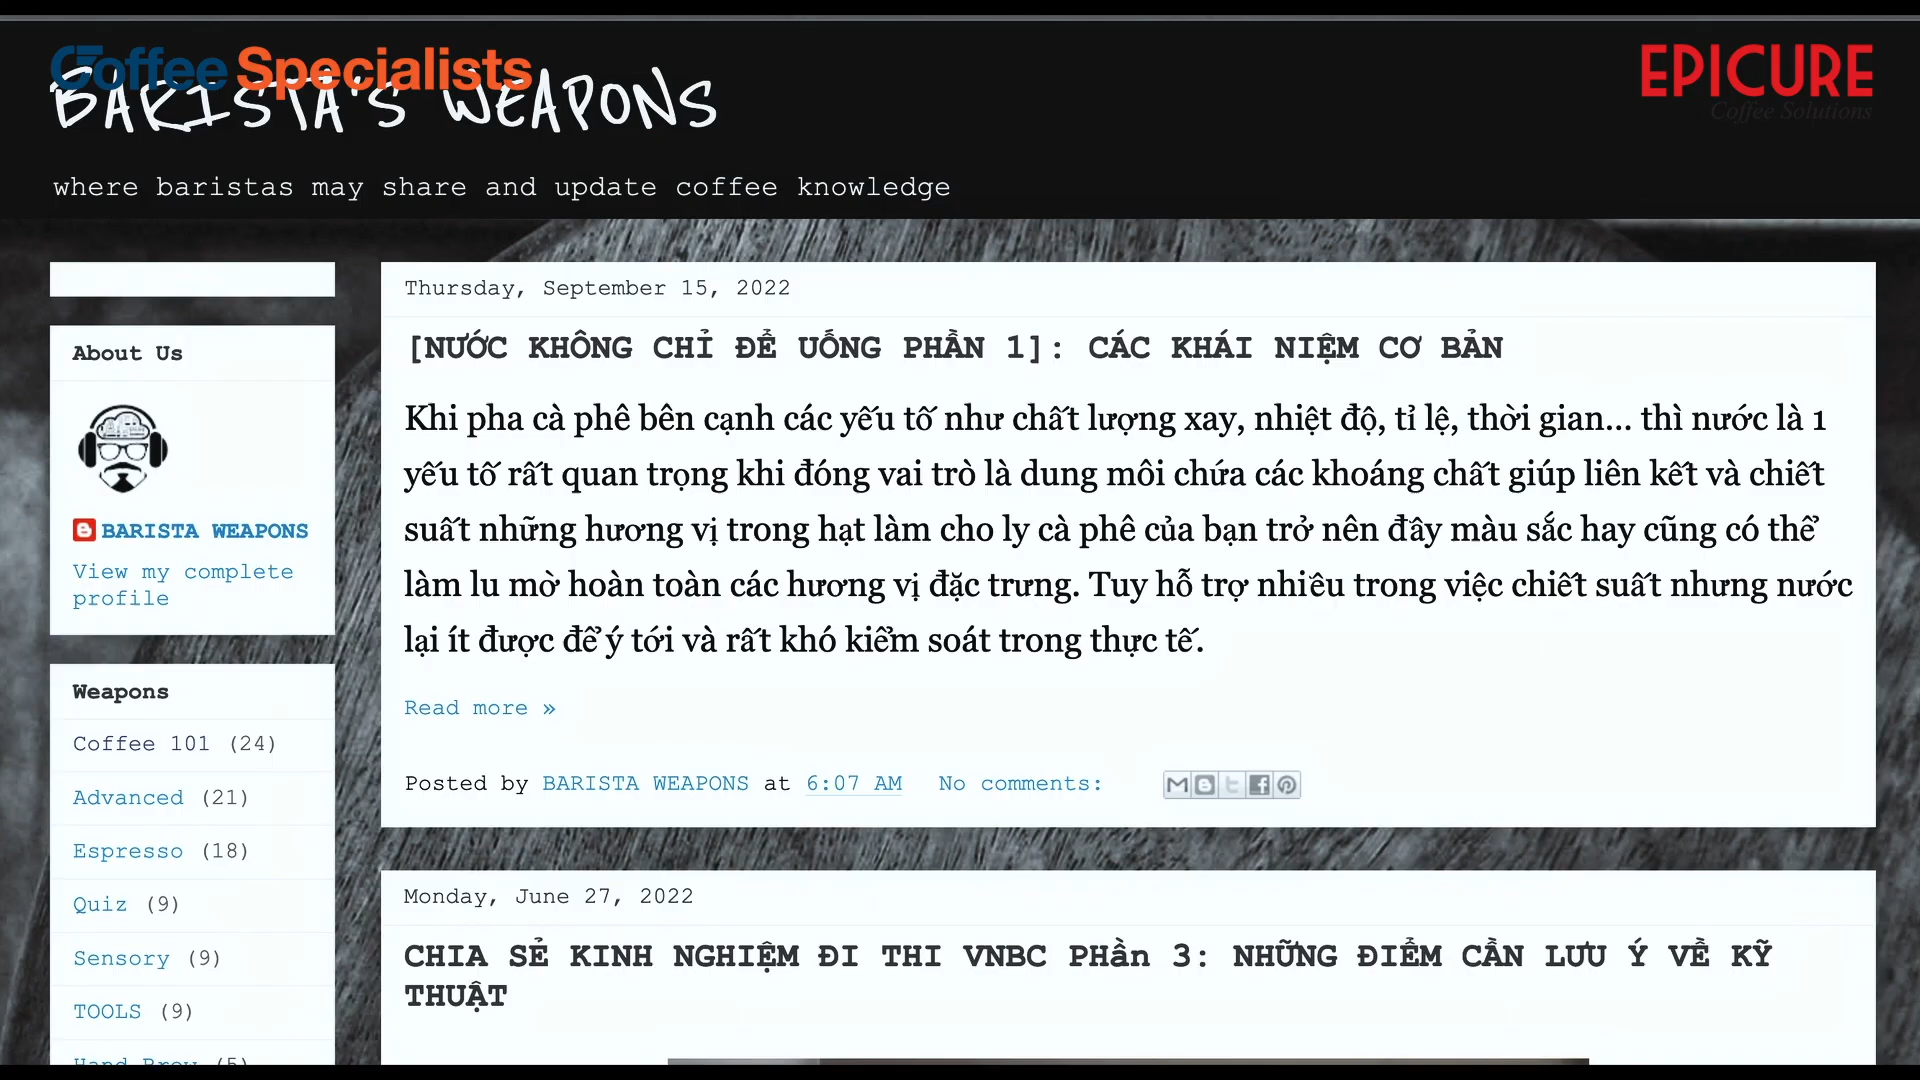 Coffee Specialists
BARISTA'S WEAPONS
EPICURE
Coffee Solutions
where baristas may share and update coffee knowledge
About Us
BARISTA WEAPONS
View my complete
profile
Weapons
Coffee 101 (24)
Advanced (21)
Espresso (18)
Quiz (9)
Sensory (9)
TOOLS (9)
Hand Brew (5)
Thursday, September 15, 2022
[NƯỚC KHÔNG CHỈ ĐỂ UỐNG PHẦN 1]: CÁC KHÁI NIỆM CƠ BẢN
Khi pha cà phê bên cạnh các yếu tố như chất lượng xay, nhiệt độ, tỉ lệ, thời gian... thì nước là 1
yếu tố rất quan trọng khi đóng vai trò là dung môi chứa các khoáng chất giúp liên kết và chiết
suất những hương vị trong hạt làm cho ly cà phê của bạn trở nên đầy màu sắc hay cũng có thể
làm lu mờ hoàn toàn các hương vị đặc trưng. Tuy hỗ trợ nhiều trong việc chiết suất nhưng nước
lại ít được để ý tới và rất khó kiểm soát trong thực tế.
Read more »
Posted by BARISTA WEAPONS at 6:07 AM No comments:
Monday, June 27, 2022
CHIA SẺ KINH NGHIỆM ĐI THI VNBC PHần 3: NHỮNG ĐIỂM CẦN LƯU Ý VỀ KỸ
THUẬT